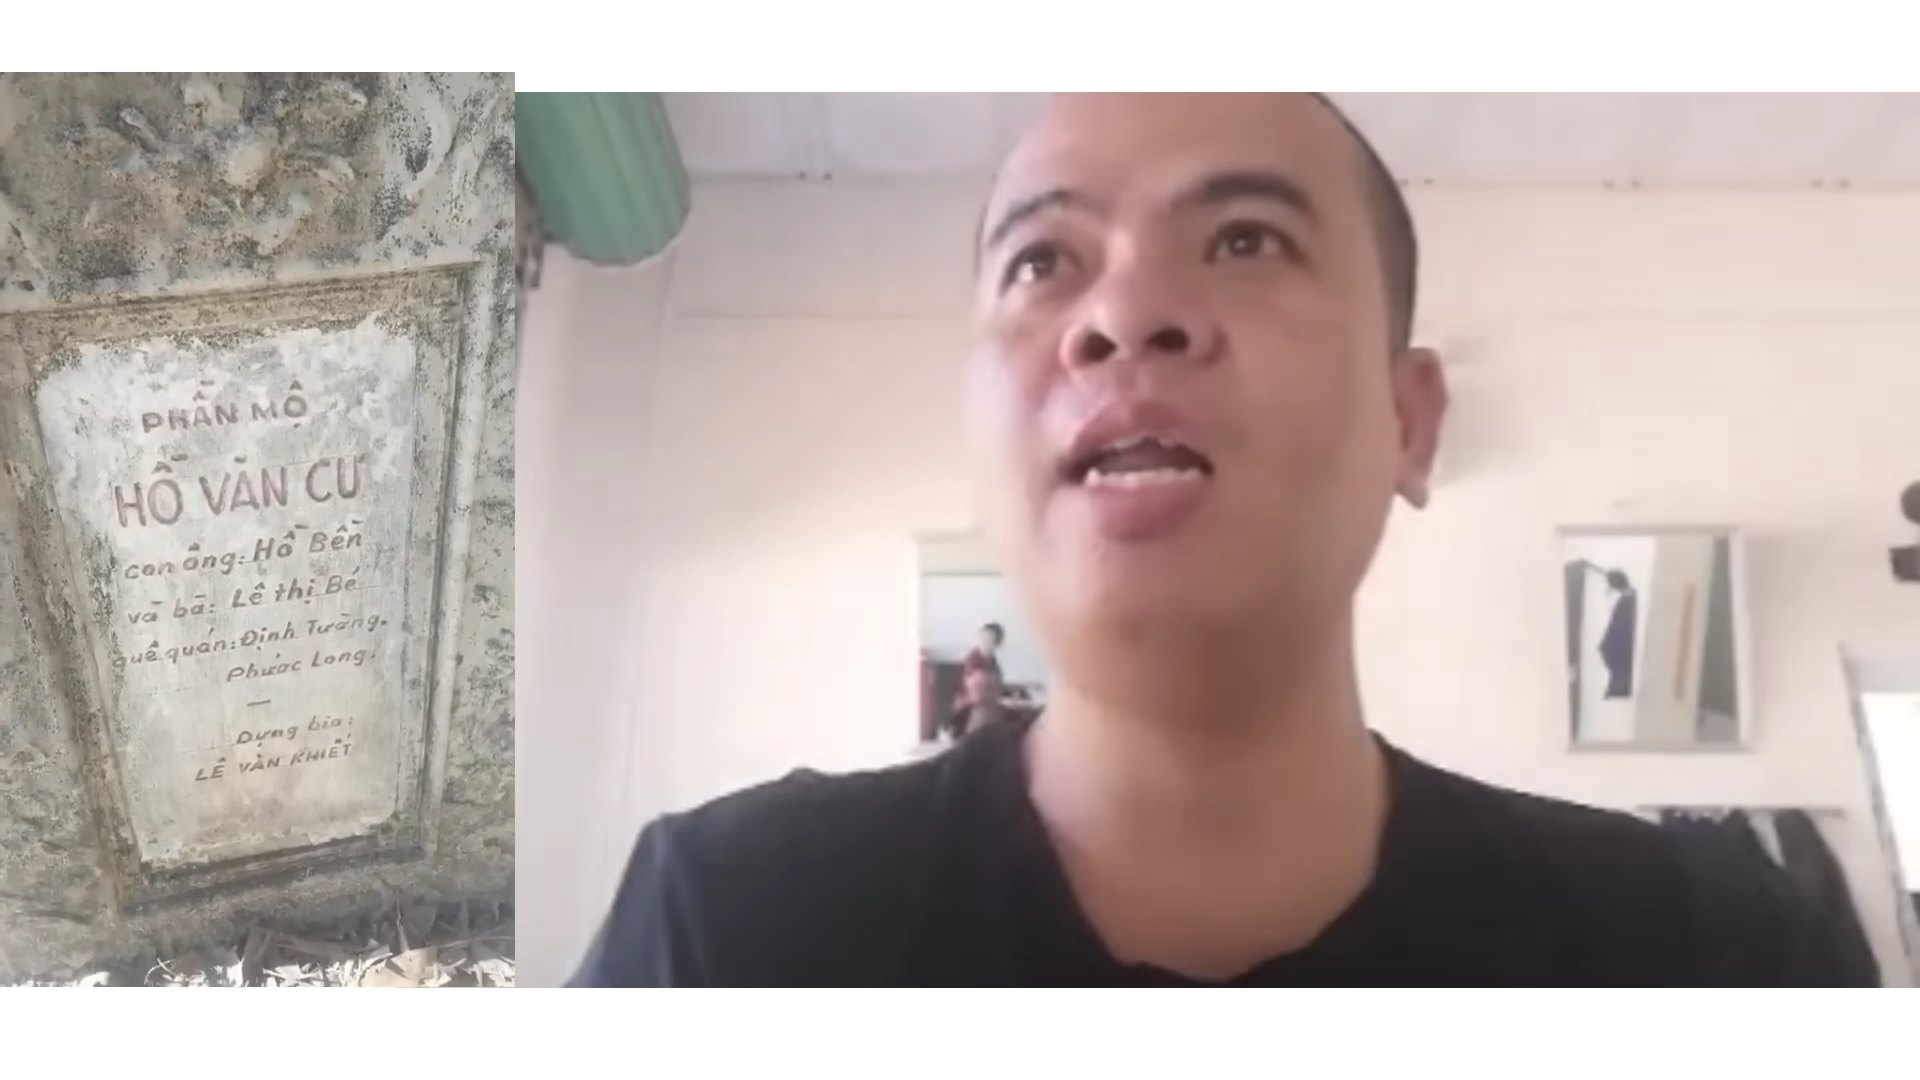 PHẦN MỘ
HỒ VĂN CƯ
con ông: Hồ Bền
và bà: Lê thị Bé
quê quán: Định Tường.
Phước Long.
Dựng bia:
LÊ VĂN KHIẾT